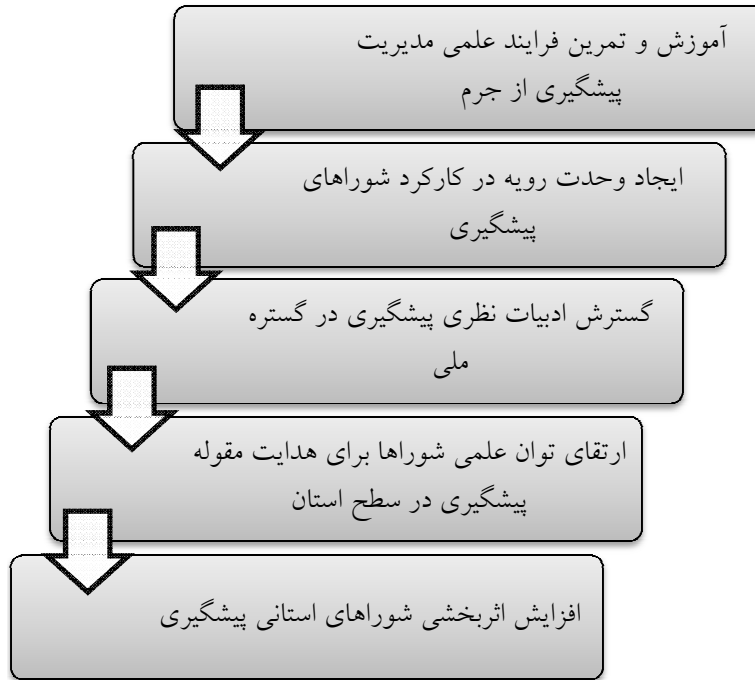 آموزش و تمرین فرایند علمی مدیریت
پیشگیری از جرم
ایجاد وحدت رویه در کارکرد شوراهای
پیشگیری
گسترش ادبیات نظری پیشگیری در گستره
ملی
ارتقای توان علمی شوراها برای هدایت مقوله
پیشگیری در سطح استان
افزایش اثربخشی شوراهای استانی پیشگیری